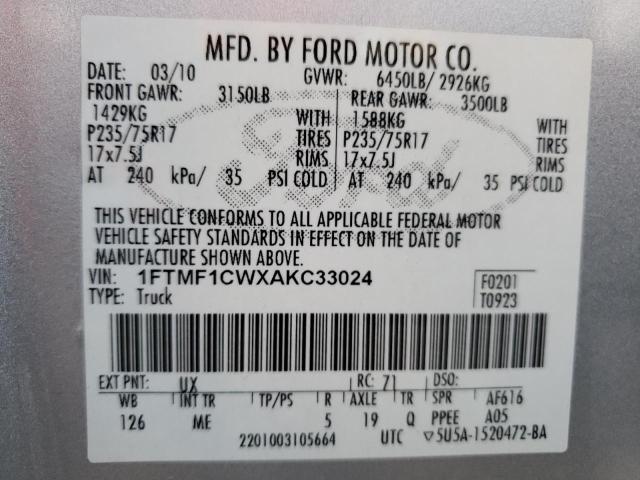 MFD. BY FORD MOTOR CO.
DATE: 03/10 GVWR: 6450LB/ 2926KG
FRONT GAWR: 3150LB REAR GAWR: 3500LB
1429KG WITH 1588KG WITH
P235/75R17 TIRES P235/75R17 TIRES
17x7.5J RIMS 17x7.5J RIMS
AT 240 kPa/ 35 PSI COLD AT 240 kPa/ 35 PSI COLD
Ford
THIS VEHICLE CONFORMS TO ALL APPLICABLE FEDERAL MOTOR
VEHICLE SAFETY STANDARDS IN EFFECT ON THE DATE OF
MANUFACTURE SHOWN ABOVE.
VIN: 1FTMF1CWXAKC33024 F0201
TYPE: Truck T0923
EXT PNT: UX RC: 71 DSO:
WB INT TR TP/PS R AXLE TR SPR AF616
126 ME 5 19 Q PPEE A05
2201003105664 UTC ▽5U5A-1520472-BA